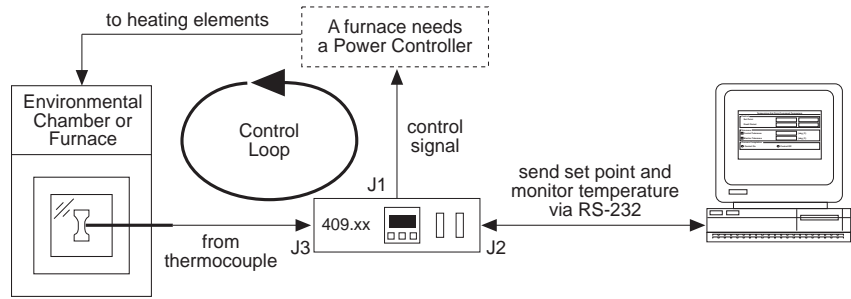 to heating elements
A furnace needs
a Power Controller
Environmental
Chamber or
Furnace
Control
Loop
control
signal
J1
send set point and
monitor temperature
via RS-232
409.xx
J3
J2
from
thermocouple